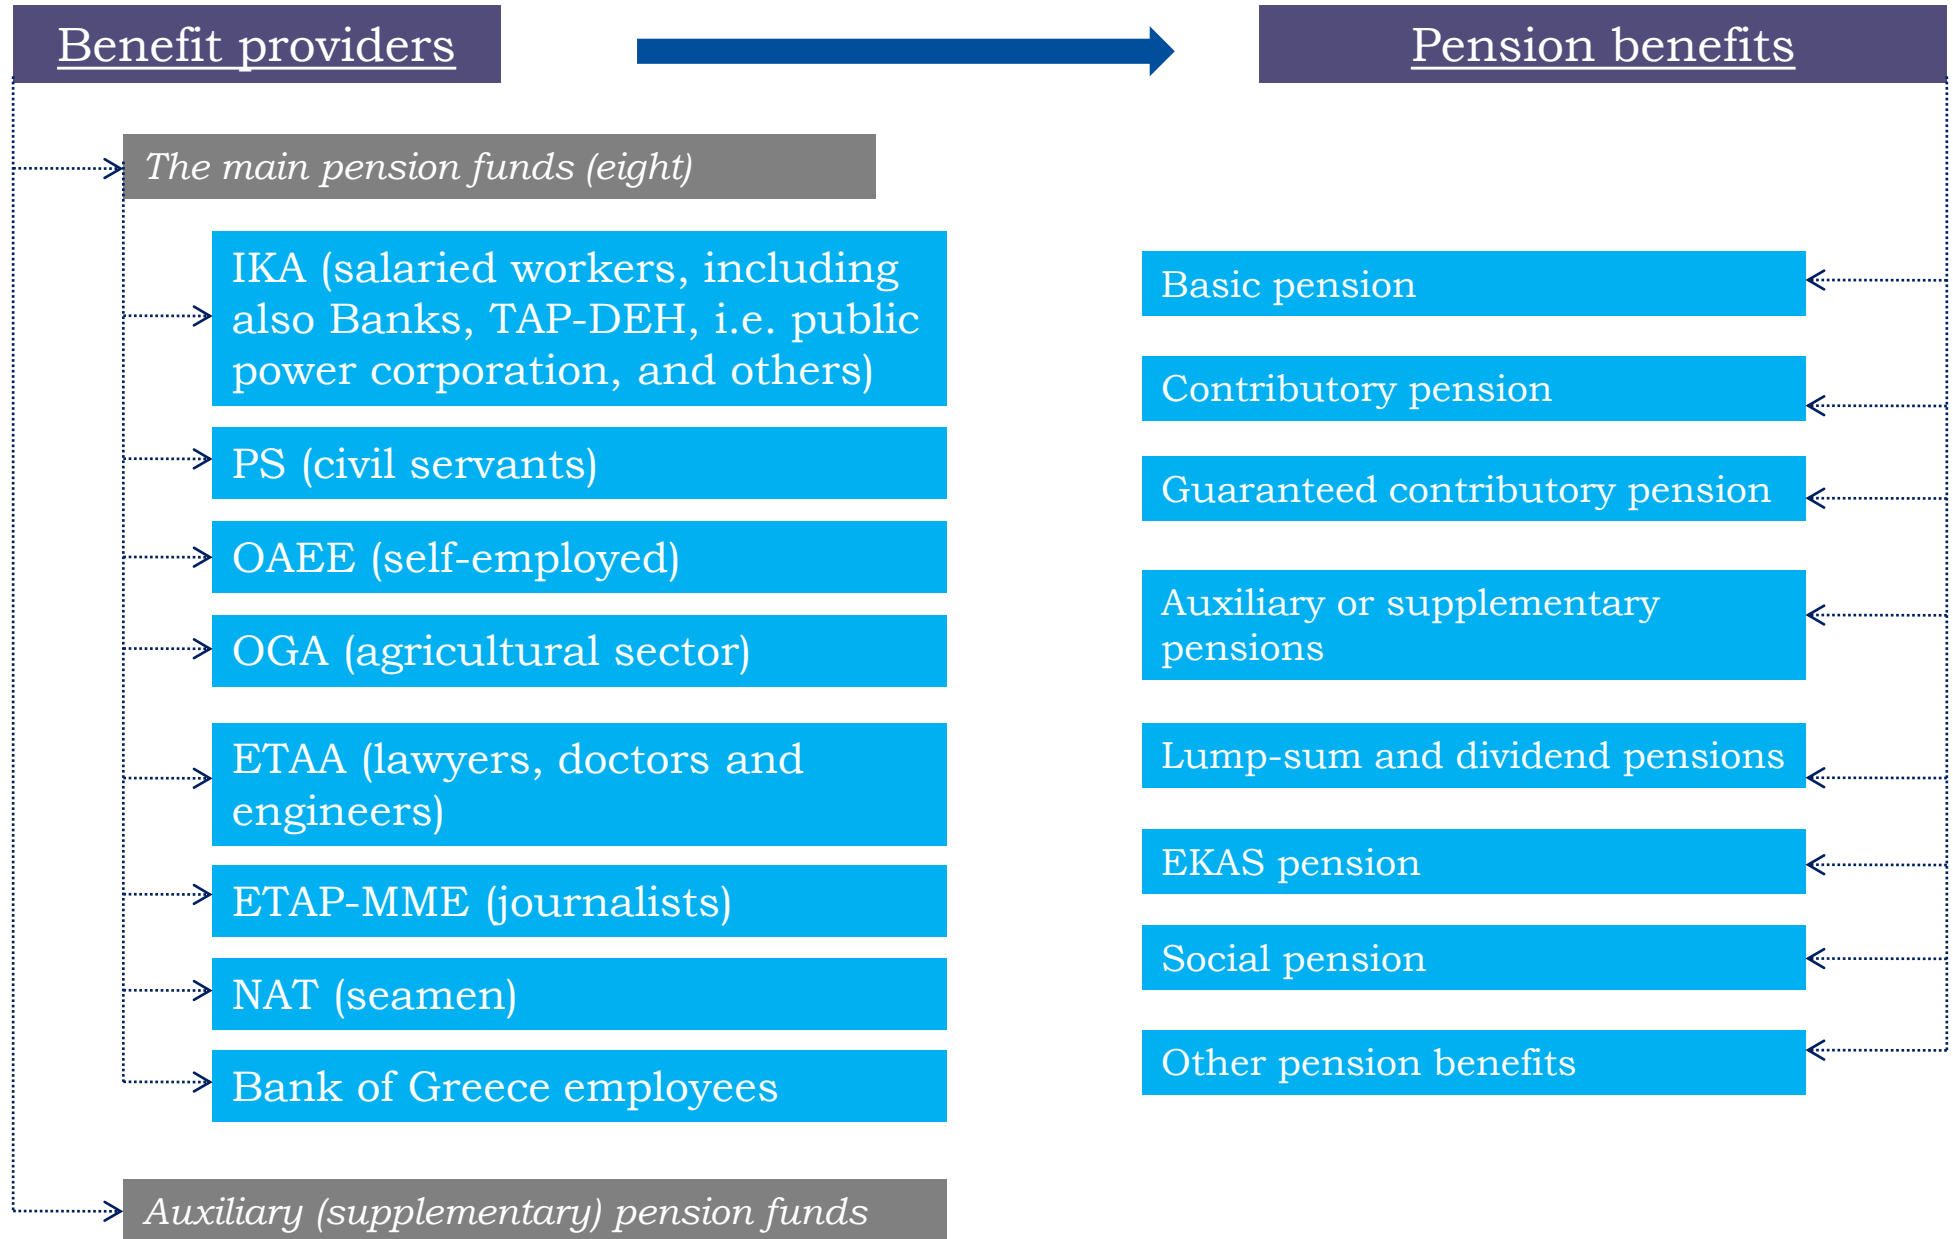 Benefit providers
Pension benefits
The main pension funds (eight)
IKA (salaried workers, including
also Banks, TAP-DEH, i.e. public
power corporation, and others)
PS (civil servants)
OAEE (self-employed)
OGA (agricultural sector)
ETAA (lawyers, doctors and
engineers)
ETAP-MME (journalists)
NAT (seamen)
Bank of Greece employees
Auxiliary (supplementary) pension funds
Basic pension
Contributory pension
Guaranteed contributory pension
Auxiliary or supplementary
pensions
Lump-sum and dividend pensions
EKAS pension
Social pension
Other pension benefits